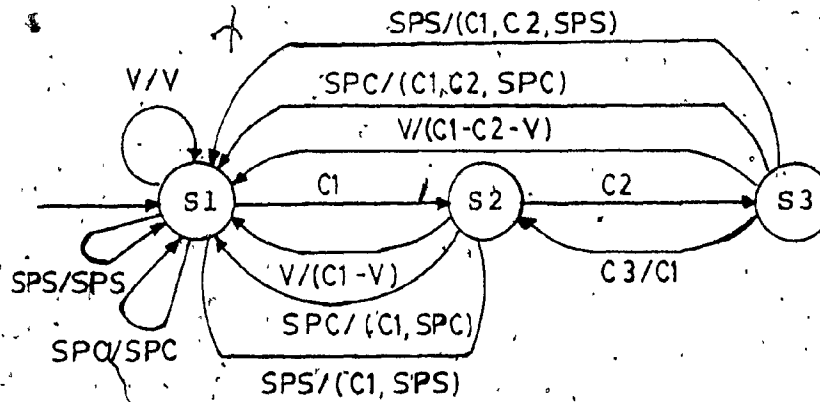 SPS/(C1, C2, SPS)
V/V
SPC/(C1, C2, SPC)
V/(C1-C2-V)
S1
C1
S2
C2
S3
SPS/SPS
V/(C1-V)
C3/C1
SPC/SPC
SPC/(C1, SPC)
SPS/(C1, SPS)